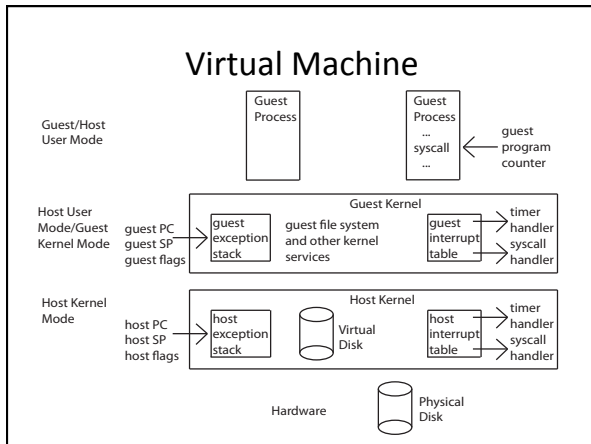 Virtual Machine
Guest/Host
User Mode
Guest
Process
Guest
Process
...
syscall
...
guest
program
counter
Host User
Mode/Guest
Kernel Mode
guest PC
guest SP
guest flags
Guest Kernel
guest
exception
stack
guest file system
and other kernel
services
guest
interrupt
table
timer
handler
syscall
handler
Host Kernel
Mode
host PC
host SP
host flags
Host Kernel
host
exception
stack
Virtual
Disk
host
interrupt
table
timer
handler
syscall
handler
Hardware
Physical
Disk